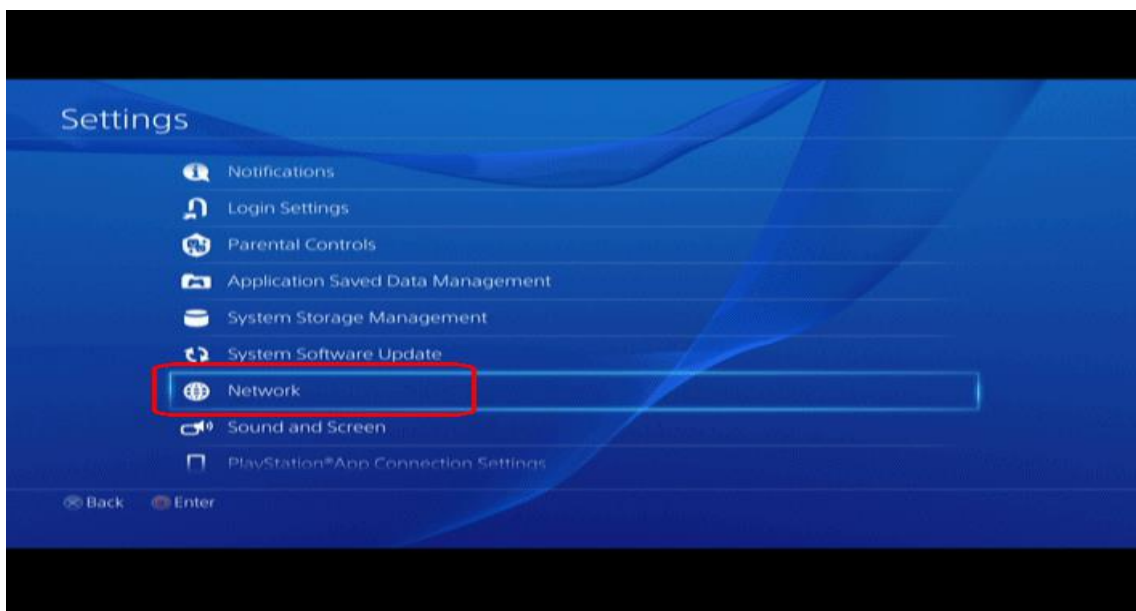 Settings
Notifications
Login Settings
Parental Controls
Application Saved Data Management
System Storage Management
System Software Update
Network
Sound and Screen
PlayStation®App Connection Settings
Back Enter